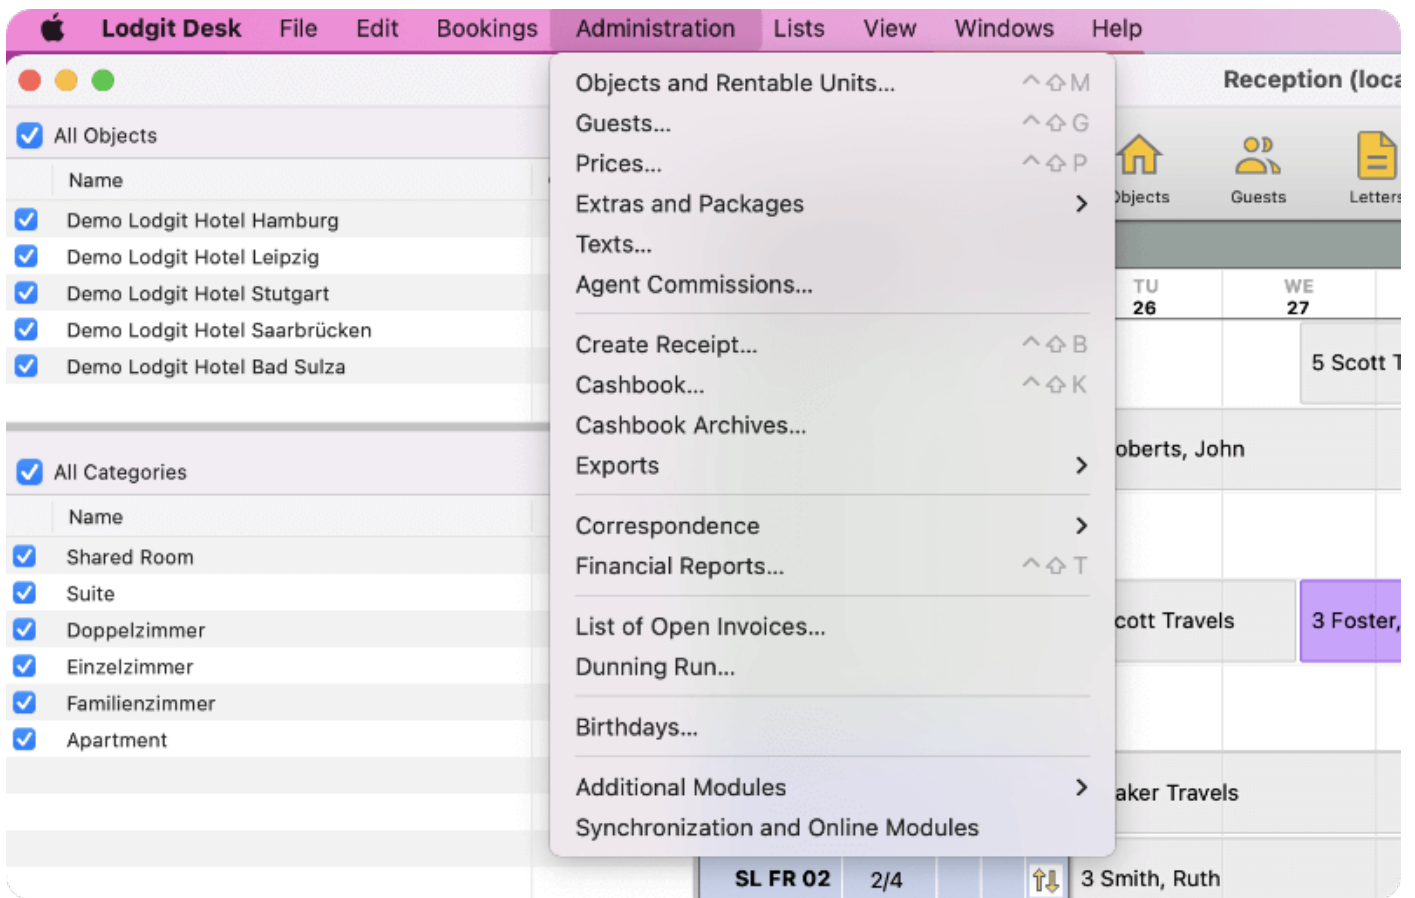 Lodgit Desk File Edit Bookings Administration Lists View Windows Help
Reception (loca
All Objects
Name
Demo Lodgit Hotel Hamburg
Demo Lodgit Hotel Leipzig
Demo Lodgit Hotel Stutgart
Demo Lodgit Hotel Saarbrücken
Demo Lodgit Hotel Bad Sulza
All Categories
Name
Shared Room
Suite
Doppelzimmer
Einzelzimmer
Familienzimmer
Apartment
Objects and Rentable Units... ^⇧M
Guests... ^⇧G
Prices... ^⇧P
Extras and Packages
Texts...
Agent Commissions...
Create Receipt... ^⇧B
Cashbook... ^⇧K
Cashbook Archives...
Exports
Correspondence
Financial Reports... ^⇧T
List of Open Invoices...
Dunning Run...
Birthdays...
Additional Modules
Synchronization and Online Modules
bjects Guests Letters
TU WE
26 27
5 Scott T
oberts, John
cott Travels 3 Foster,
aker Travels
SL FR 02 2/4 3 Smith, Ruth